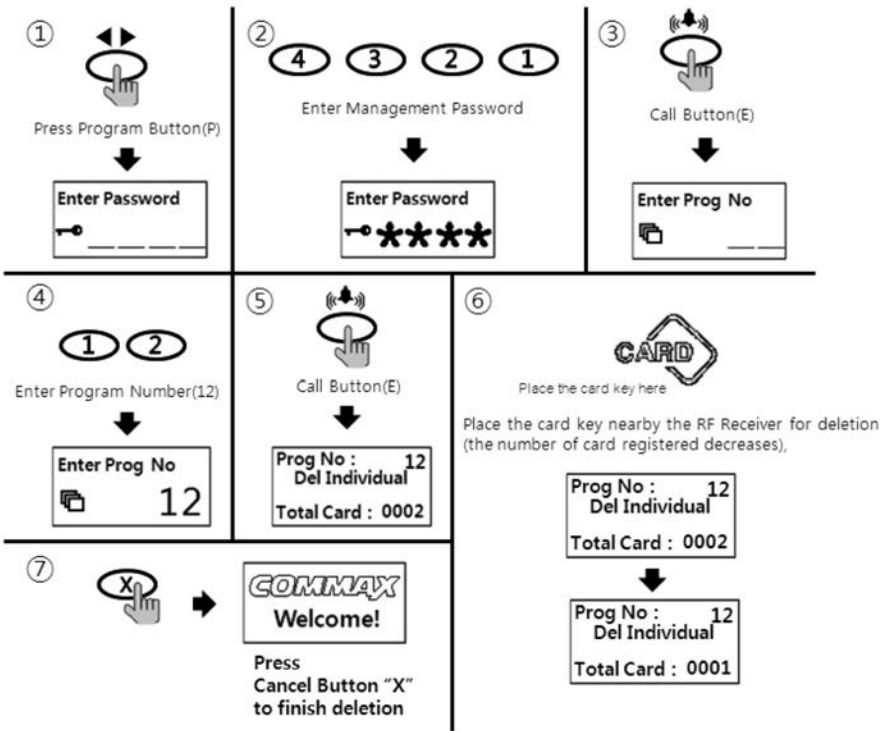 ①
Press Program Button(P)
Enter Password
②
4 3 2 1
Enter Management Password
Enter Password
③
Call Button(E)
Enter Prog No
④
1 2
Enter Program Number(12)
Enter Prog No
12
⑤
Call Button(E)
Prog No : 12
Del Individual
Total Card : 0002
⑥
CARD
Place the card key here
Place the card key nearby the RF Receiver for deletion
(the number of card registered decreases),
Prog No : 12
Del Individual
Total Card : 0002
Prog No : 12
Del Individual
Total Card : 0001
⑦
X
COMMAX
Welcome!
Press
Cancel Button “X”
to finish deletion